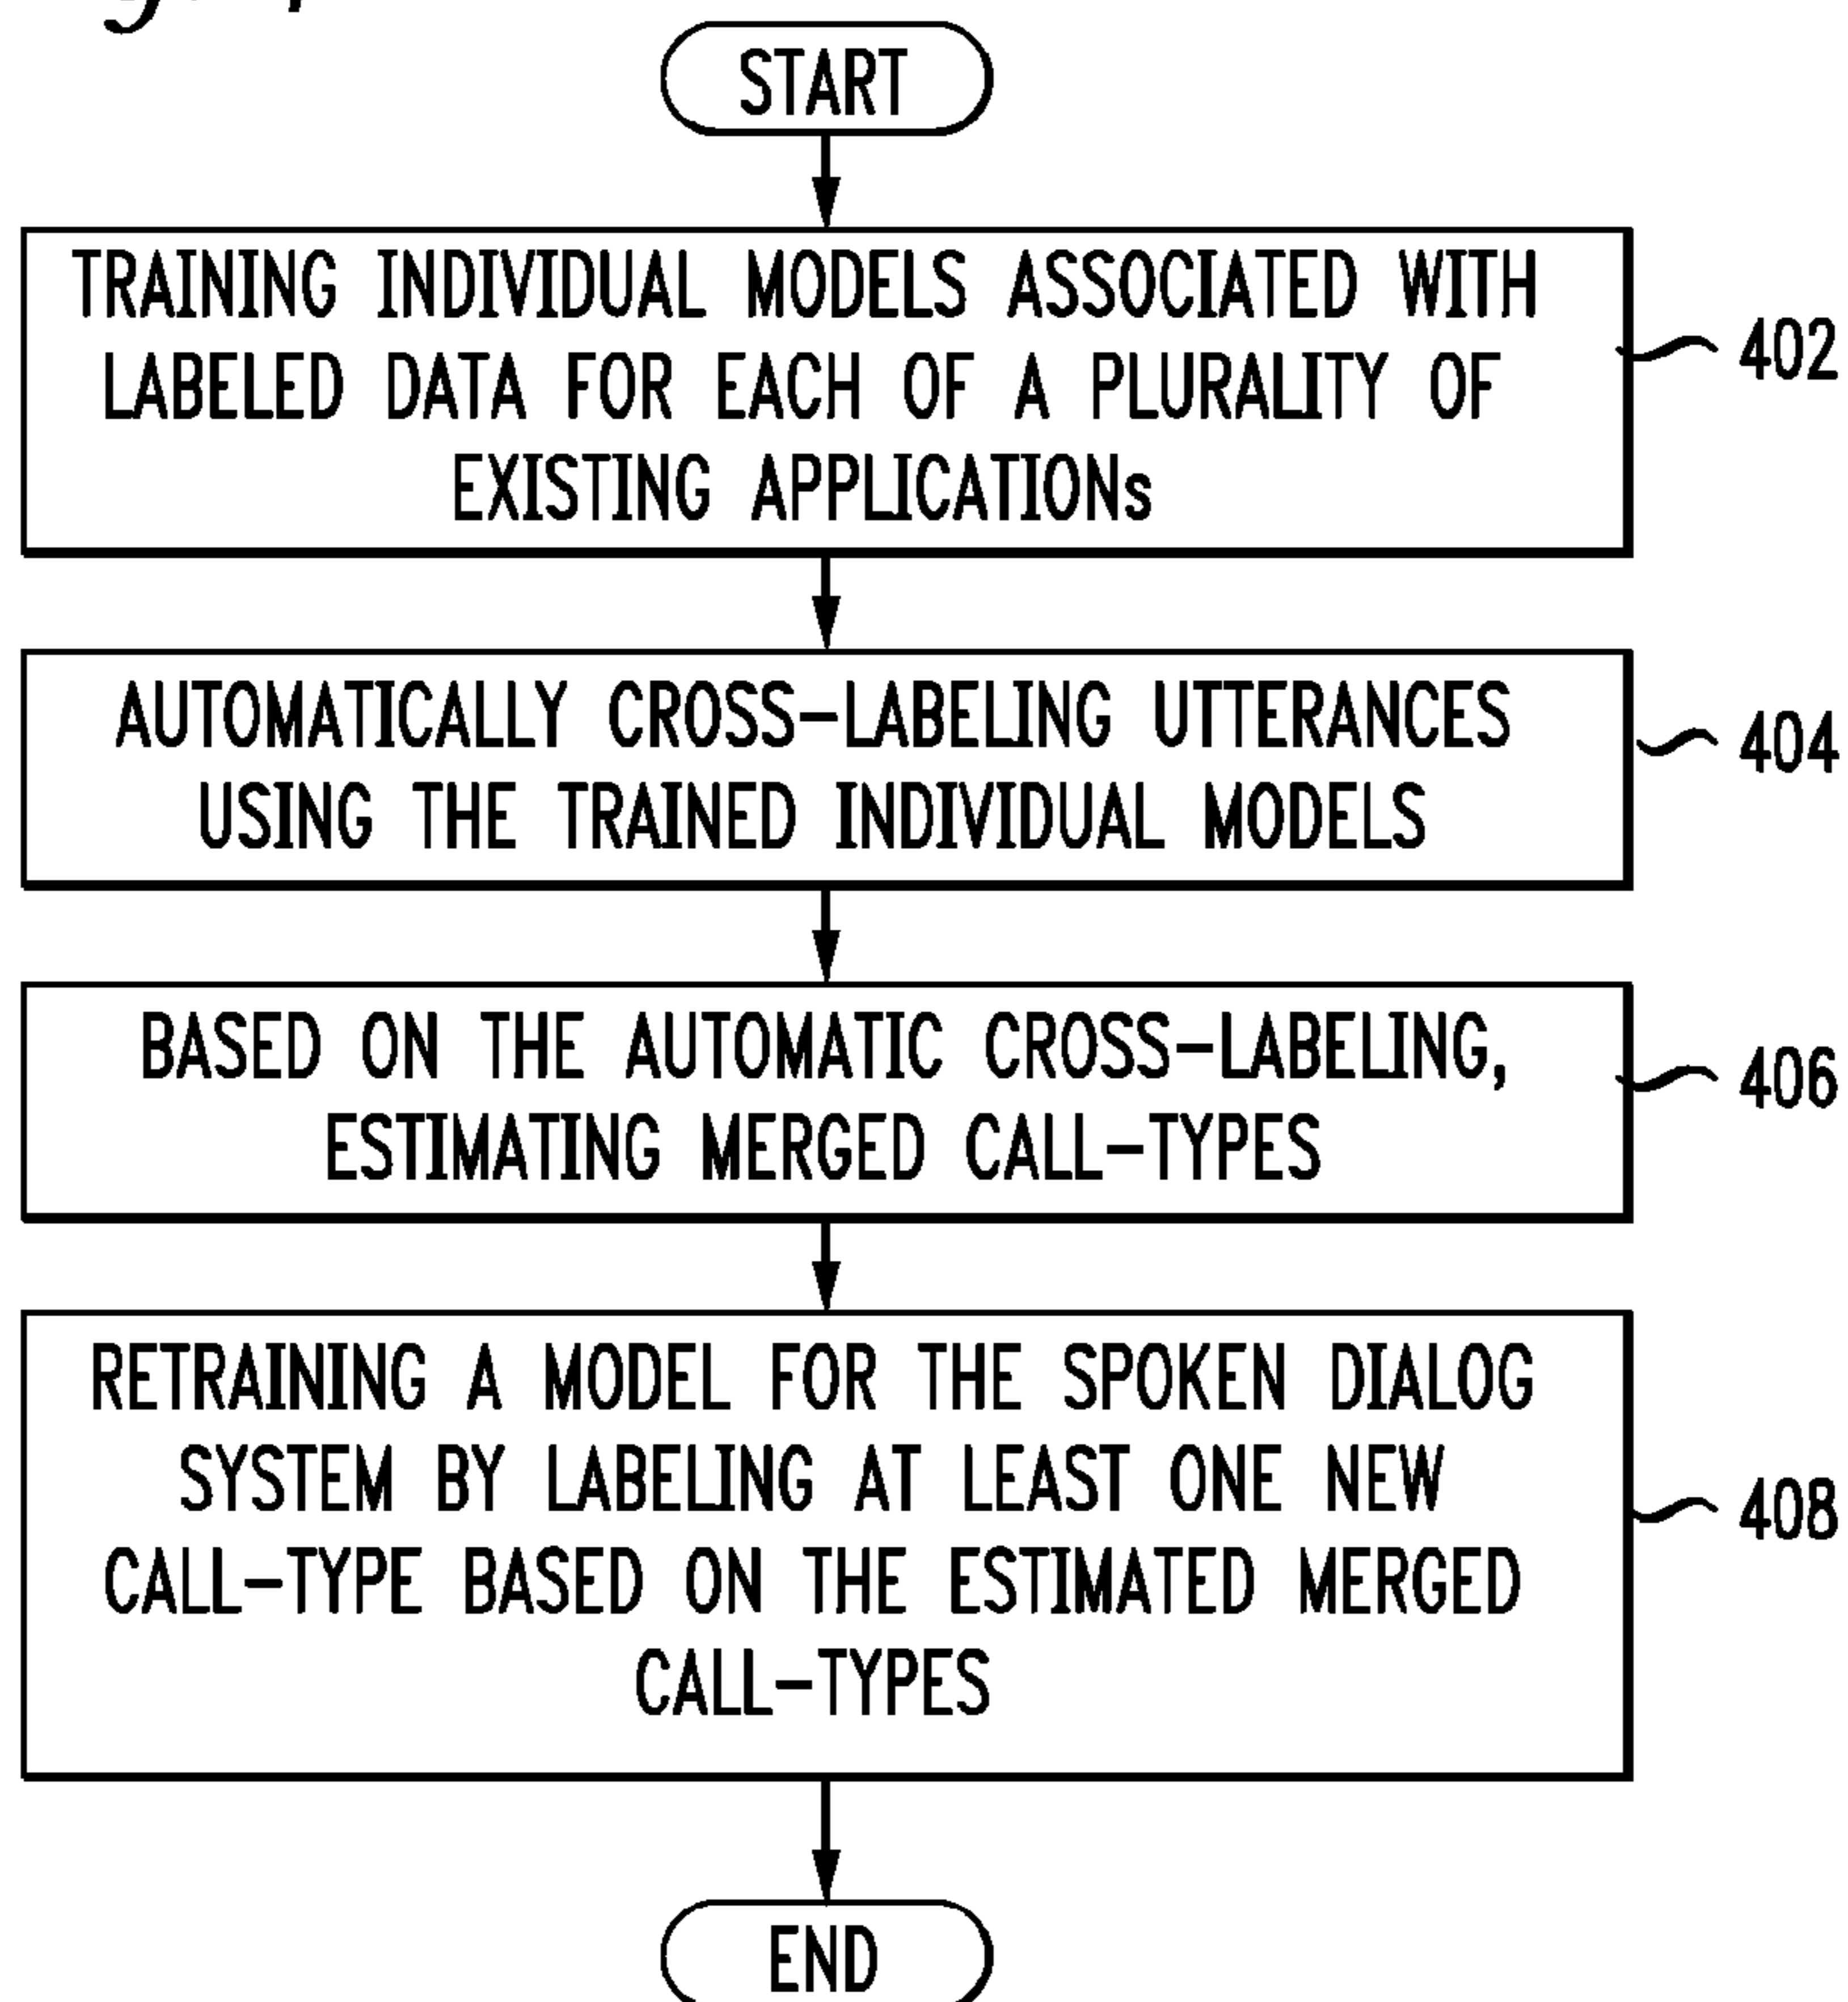 START
TRAINING INDIVIDUAL MODELS ASSOCIATED WITH
LABELED DATA FOR EACH OF A PLURALITY OF
EXISTING APPLICATIONs
402
AUTOMATICALLY CROSS-LABELING UTTERANCES
USING THE TRAINED INDIVIDUAL MODELS
404
BASED ON THE AUTOMATIC CROSS-LABELING,
ESTIMATING MERGED CALL-TYPES
406
RETRAINING A MODEL FOR THE SPOKEN DIALOG
SYSTEM BY LABELING AT LEAST ONE NEW
CALL-TYPE BASED ON THE ESTIMATED MERGED
CALL-TYPES
408
END